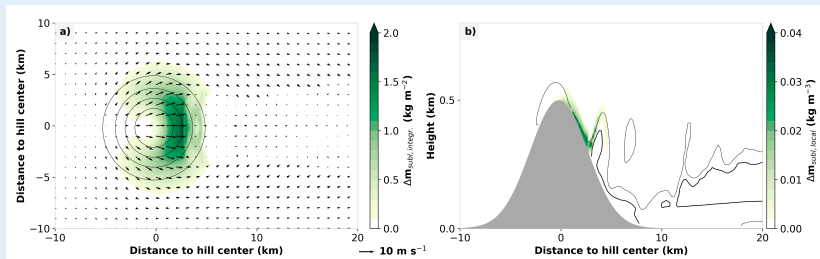 a)
10
5
0
−5
−10
−10
0
10
20
Distance to hill center (km)
Distance to hill center (km)
10 m s⁻¹
2.0
1.5
1.0
0.5
0.0
Δm_subl,integr. (kg m⁻²)
b)
0.5
0.0
−10
0
10
20
Height (km)
Distance to hill center (km)
0.04
0.03
0.02
0.01
0.00
Δm_subl,local (kg m⁻³)